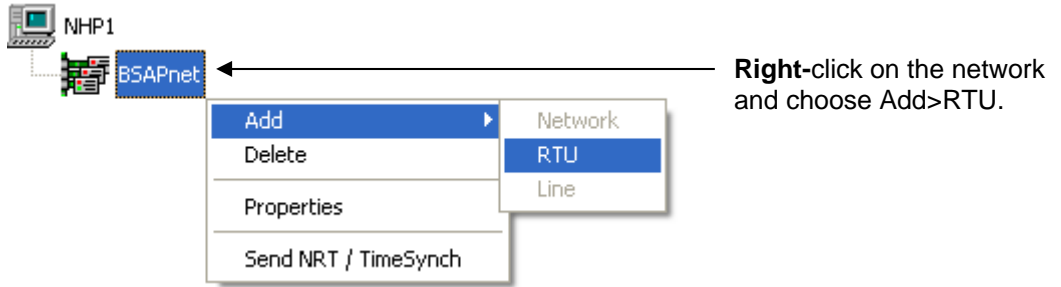 NHP1
BSAPnet
Right-click on the network
and choose Add>RTU.
Add
Delete
Properties
Send NRT / TimeSynch
Network
RTU
Line